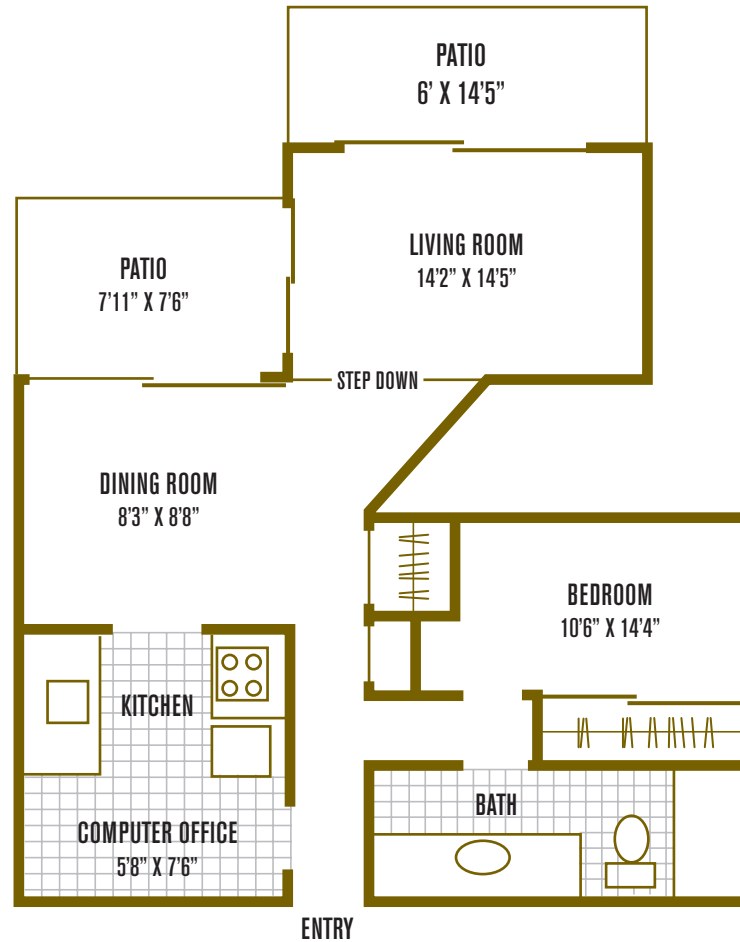 PATIO
6’ X 14’5”
LIVING ROOM
14’2” X 14’5”
PATIO
7’11” X 7’6”
STEP DOWN
DINING ROOM
8’3” X 8’8”
BEDROOM
10’6” X 14’4”
KITCHEN
BATH
COMPUTER OFFICE
5’8” X 7’6”
ENTRY